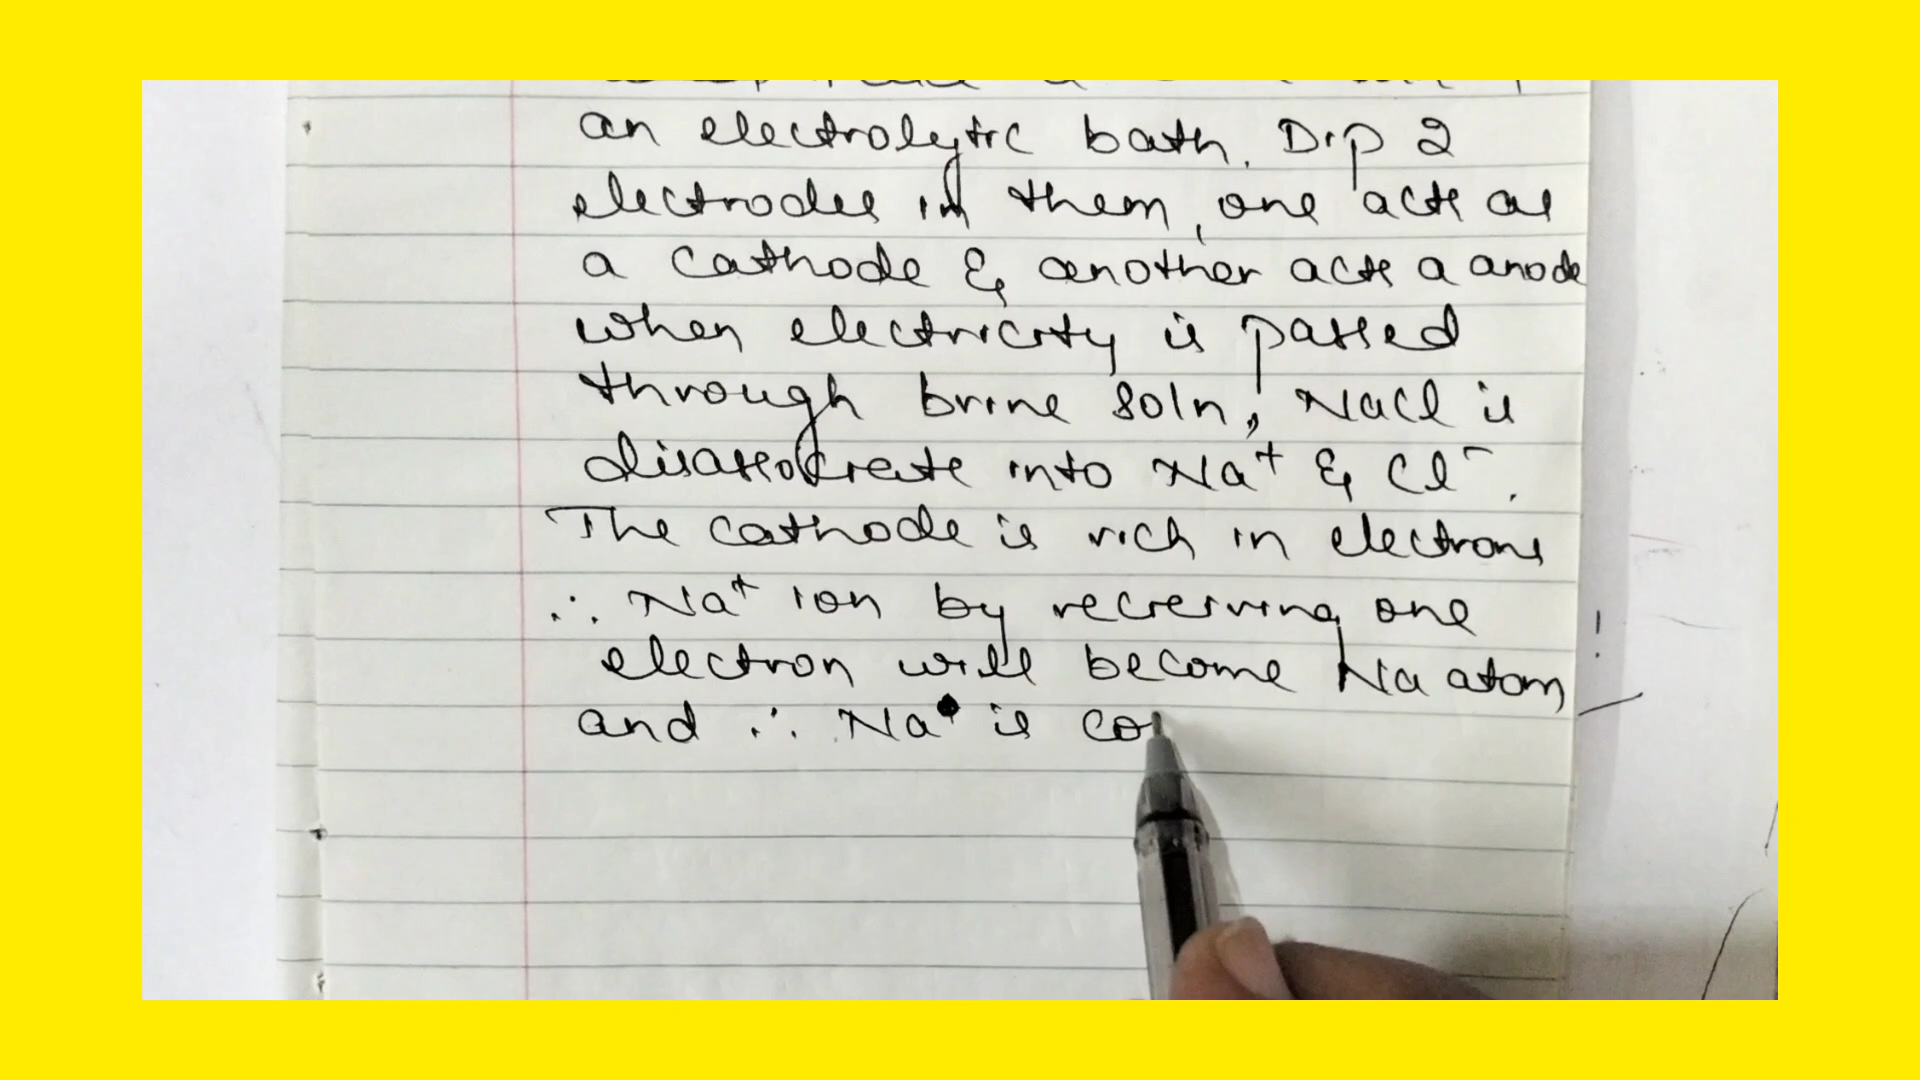 an electrolytic bath. Dip 2
electrodes in them, one acts as
a cathode & another acts a anode
when electricity is passed
through brine soln, NaCl is
disassociate into Na⁺ & Cl⁻.
The cathode is rich in electrons
∴ Na⁺ ion by recieiving one
electron will become Na atom
and ∴ Na is co